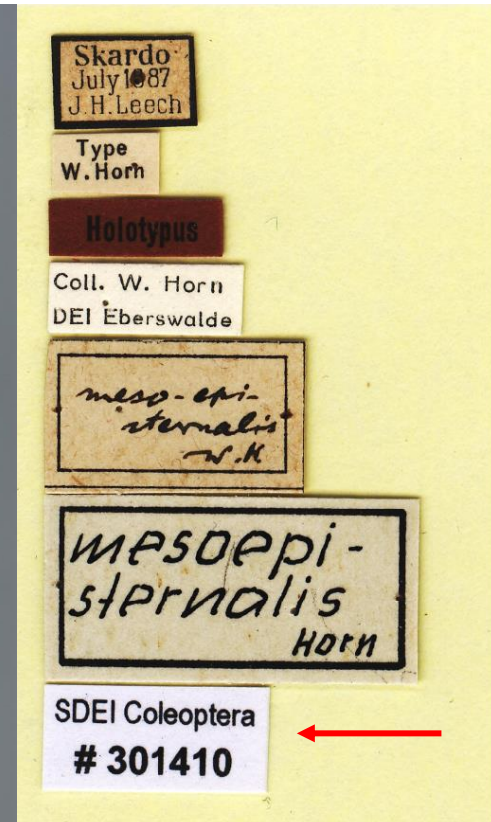 Skardo
July 1887
J.H.Leech
Type
W.Horn
Holotypus
Coll. W. Horn
DEI Eberswalde
meso-epi-
sternalis
W.H
mesoepi-
sternalis
Horn
SDEI Coleoptera
# 301410